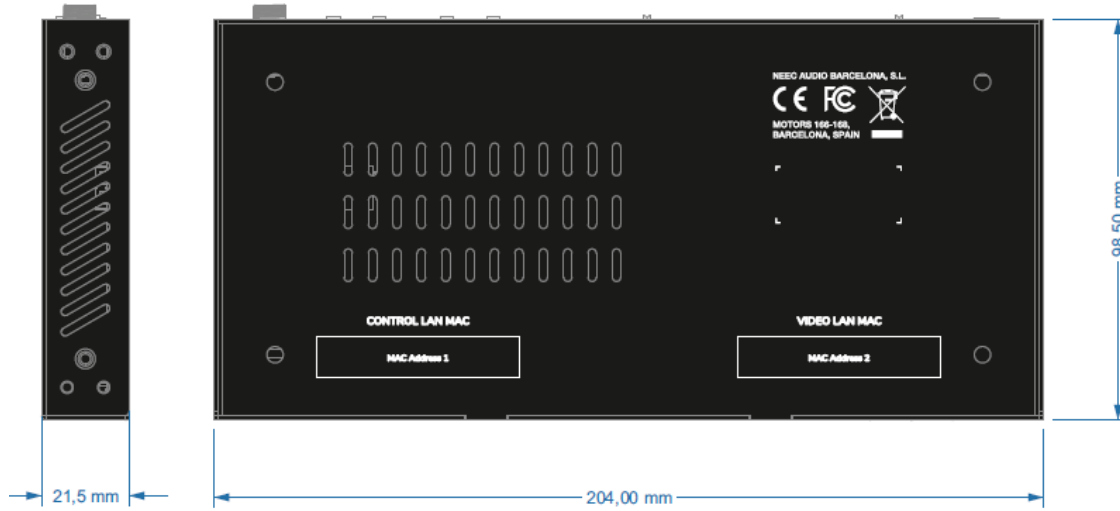 NEEC AUDIO BARCELONA, S.L.
CE FC
MOTORS 166-168,
BARCELONA, SPAIN
98,50 mm
CONTROL LAN MAC
VIDEO LAN MAC
MAC Address 1
MAC Address 2
21,5 mm
204,00 mm